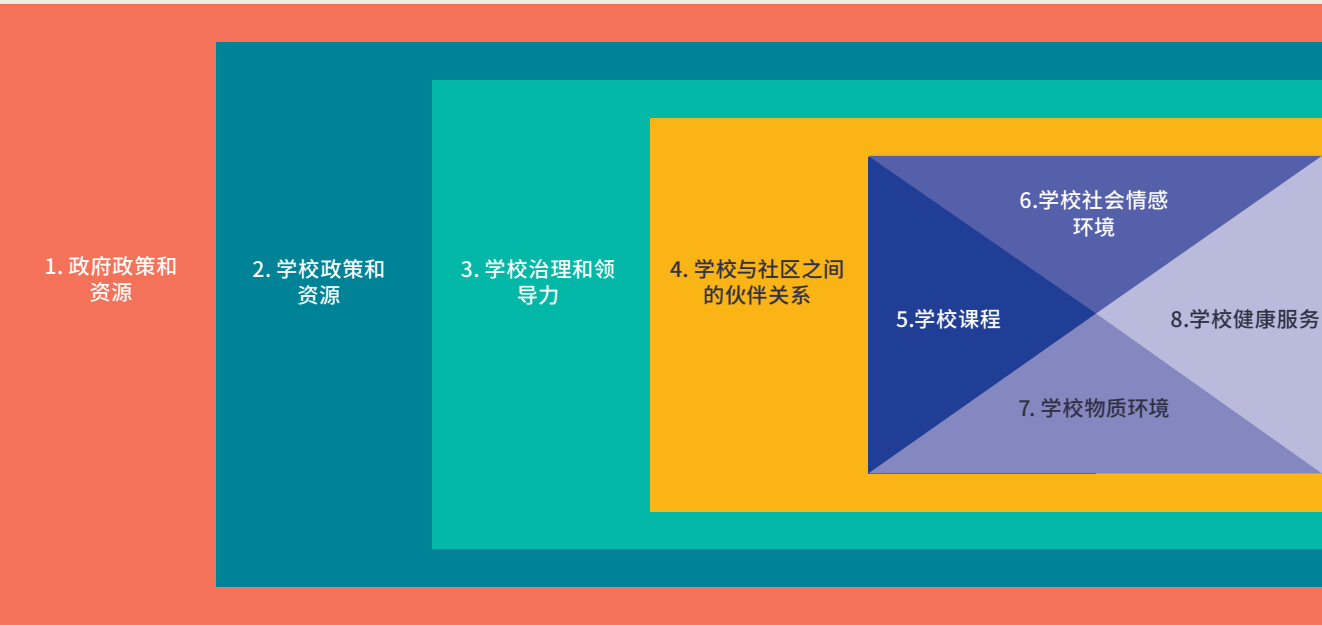 1. 政府政策和
资源
2. 学校政策和
资源
3. 学校治理和领
导力
4. 学校与社区之间
的伙伴关系
5.学校课程
6.学校社会情感
环境
7. 学校物质环境
8.学校健康服务